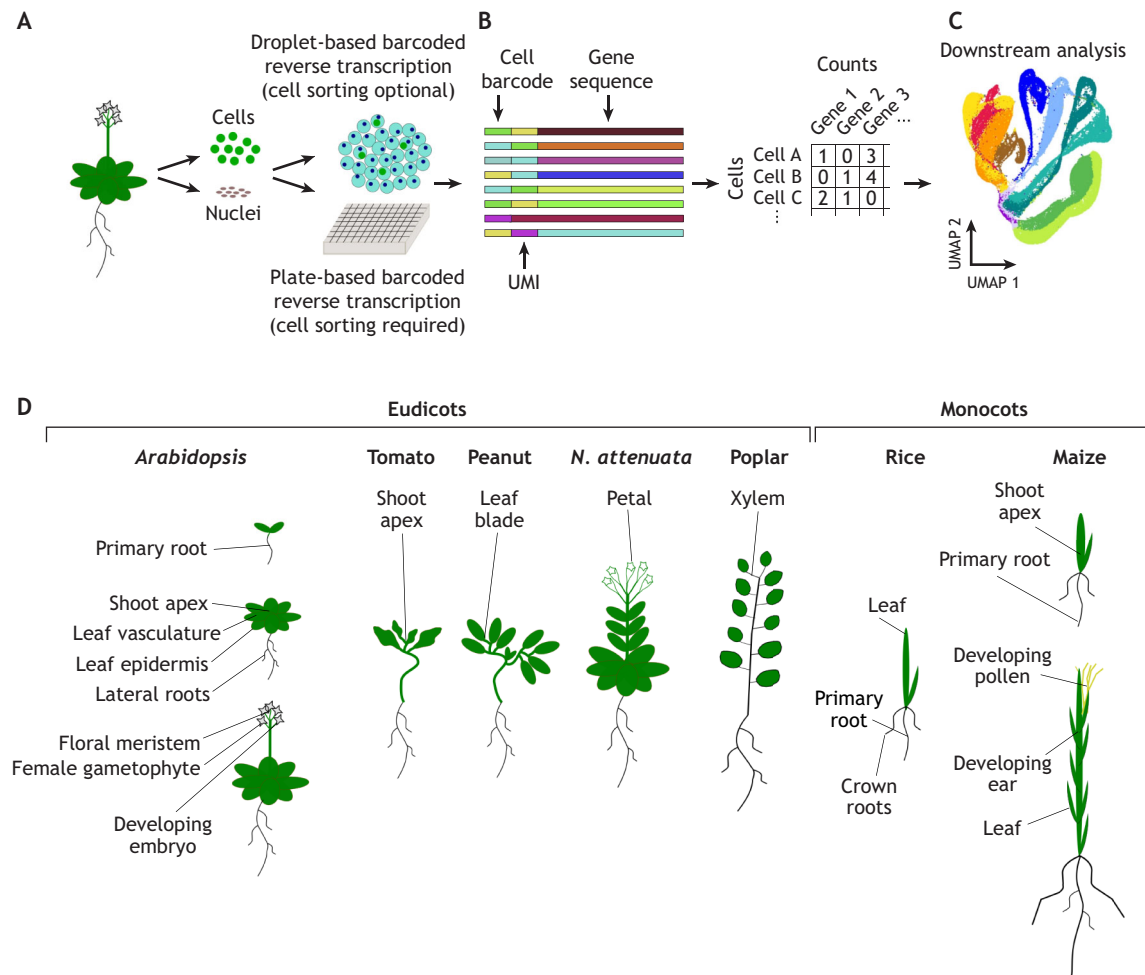 A
Droplet-based barcoded
reverse transcription
(cell sorting optional)
Cells
Nuclei
Plate-based barcoded
reverse transcription
(cell sorting required)
B
Cell
barcode
Gene
sequence
UMI
Counts
Gene 1
Gene 2
Gene 3
...
Cells
Cell A 1 0 3
Cell B 0 1 4
Cell C 2 1 0
...
C
Downstream analysis
UMAP 2
UMAP 1
D
Eudicots
Monocots
Arabidopsis
Primary root
Shoot apex
Leaf vasculature
Leaf epidermis
Lateral roots
Floral meristem
Female gametophyte
Developing
embryo
Tomato
Shoot
apex
Peanut
Leaf
blade
N. attenuata
Petal
Poplar
Xylem
Rice
Leaf
Primary
root
Crown
roots
Maize
Shoot
apex
Primary root
Developing
pollen
Developing
ear
Leaf